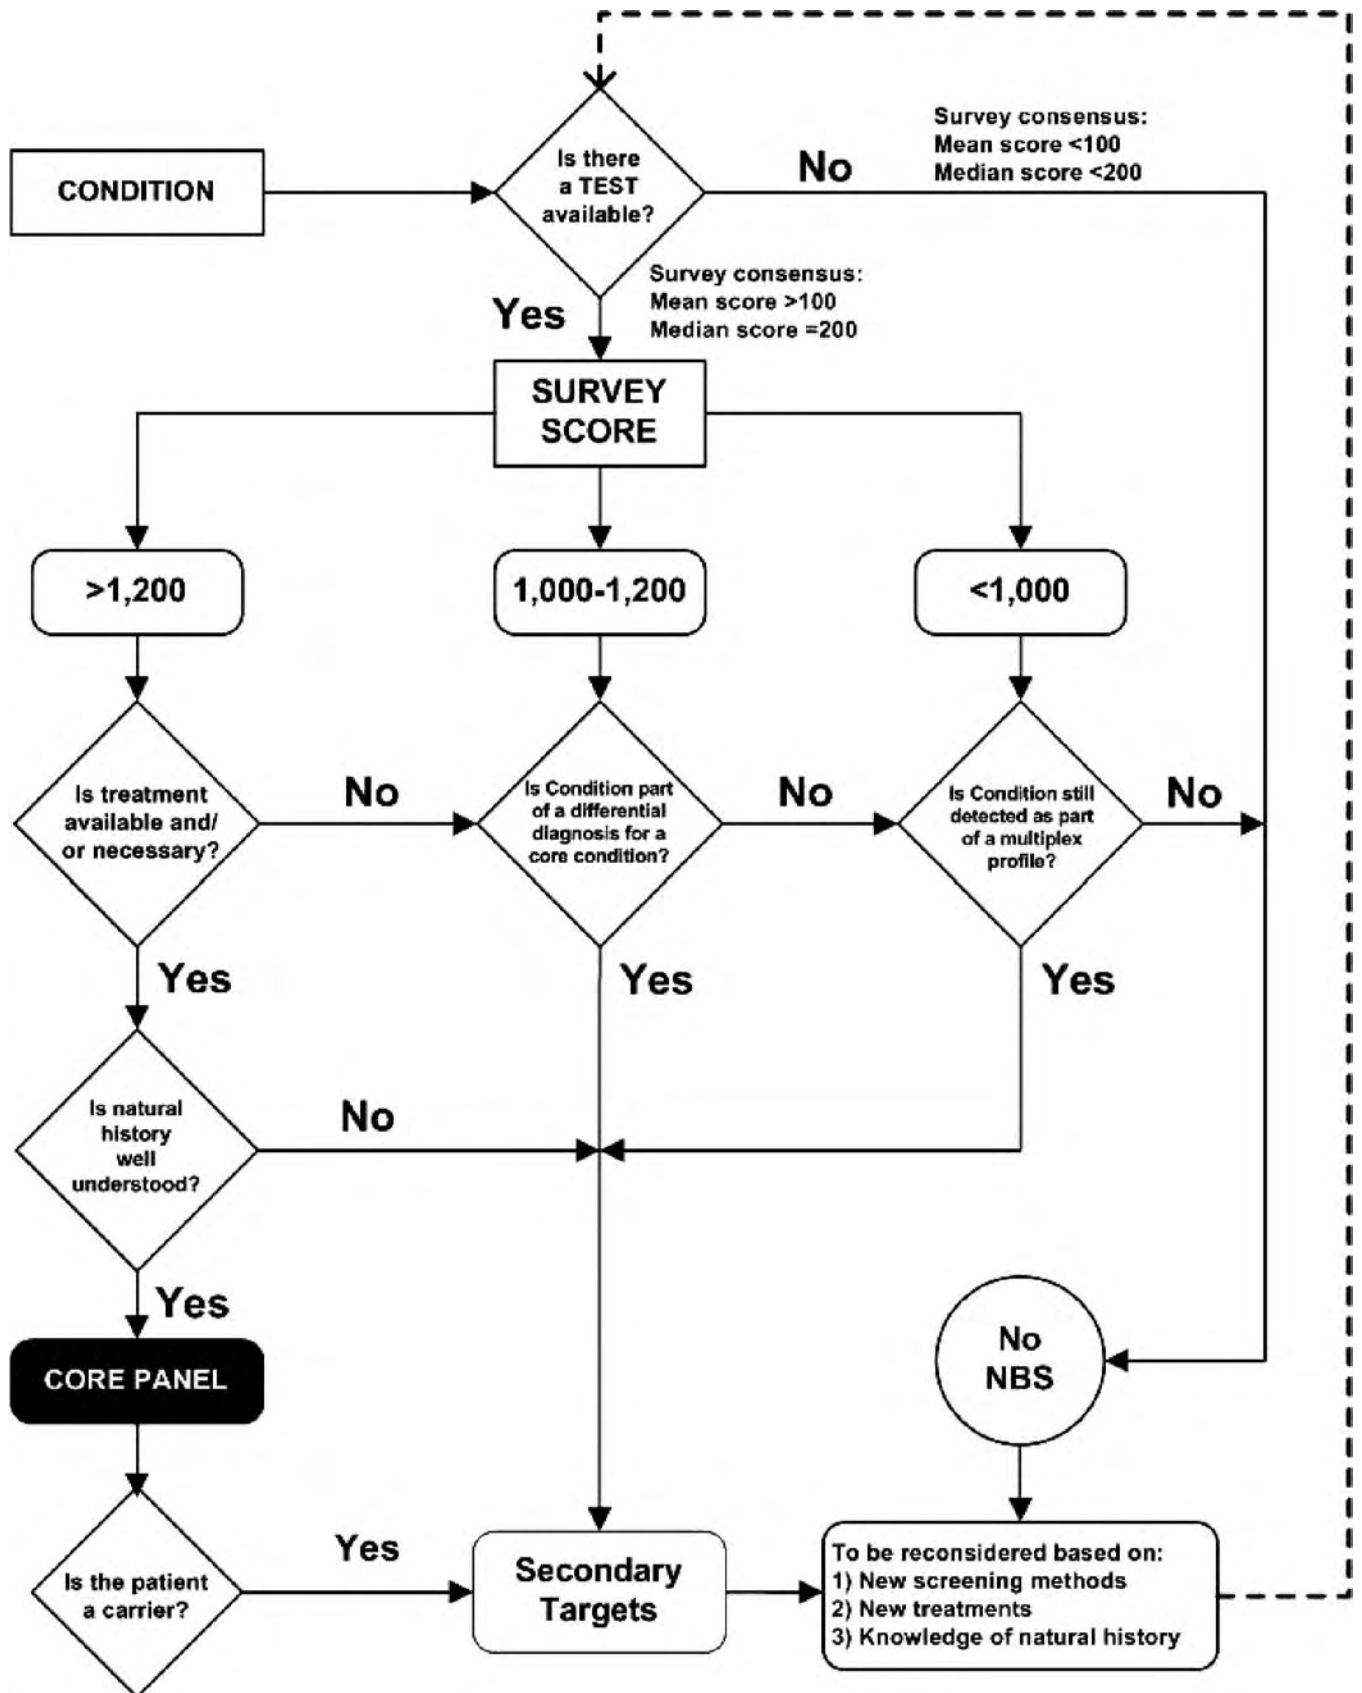 Survey consensus:
Mean score <100
Median score <200
Is there
a TEST
available?
No
CONDITION
Survey consensus:
Mean score >100
Median score =200
Yes
SURVEY
SCORE
>1,200
1,000-1,200
<1,000
Is treatment
available and/
or necessary?
No
Is Condition part
of a differential
diagnosis for a
core condition?
No
Is Condition still
detected as part
of a multiplex
profile?
No
Yes
Yes
Yes
Is natural
history
well
understood?
No
Yes
CORE PANEL
No
NBS
Is the patient
a carrier?
Yes
Secondary
Targets
To be reconsidered based on:
1) New screening methods
2) New treatments
3) Knowledge of natural history